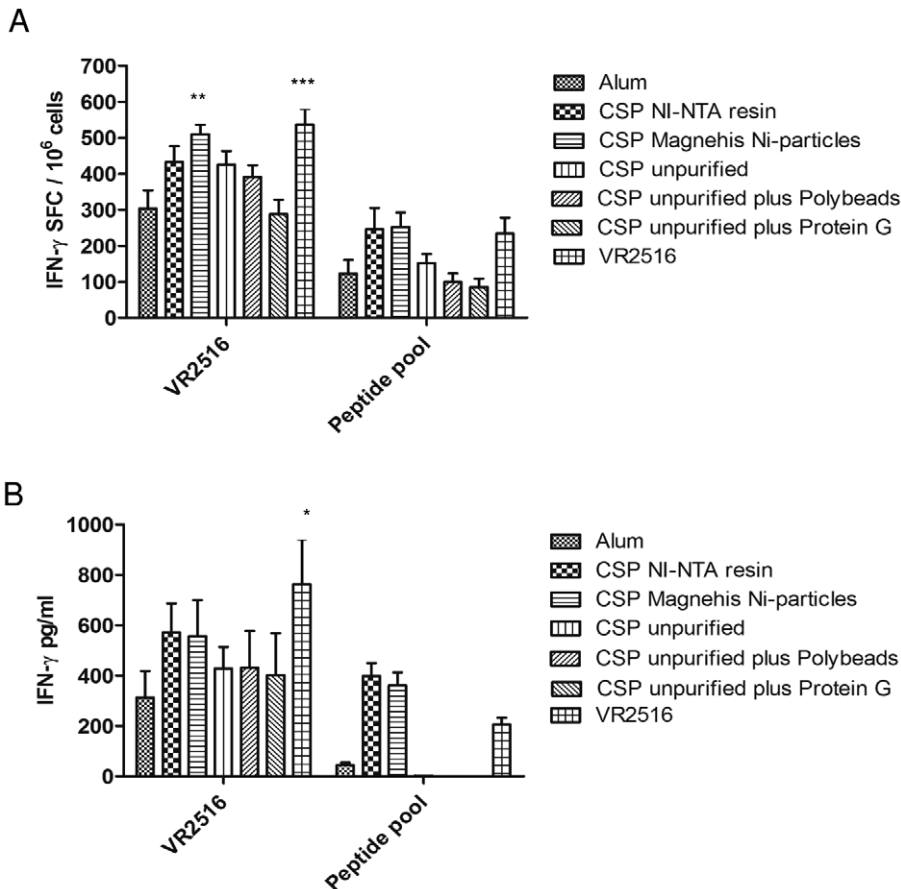 A
700
600
500
400
300
200
100
0
IFN-γ SFC / 10⁶ cells
**
***
VR2516
Peptide pool
Alum
CSP NI-NTA resin
CSP Magnehis Ni-particles
CSP unpurified
CSP unpurified plus Polybeads
CSP unpurified plus Protein G
VR2516
B
1000
800
600
400
200
0
IFN-γ pg/ml
*
VR2516
Peptide pool
Alum
CSP NI-NTA resin
CSP Magnehis Ni-particles
CSP unpurified
CSP unpurified plus Polybeads
CSP unpurified plus Protein G
VR2516